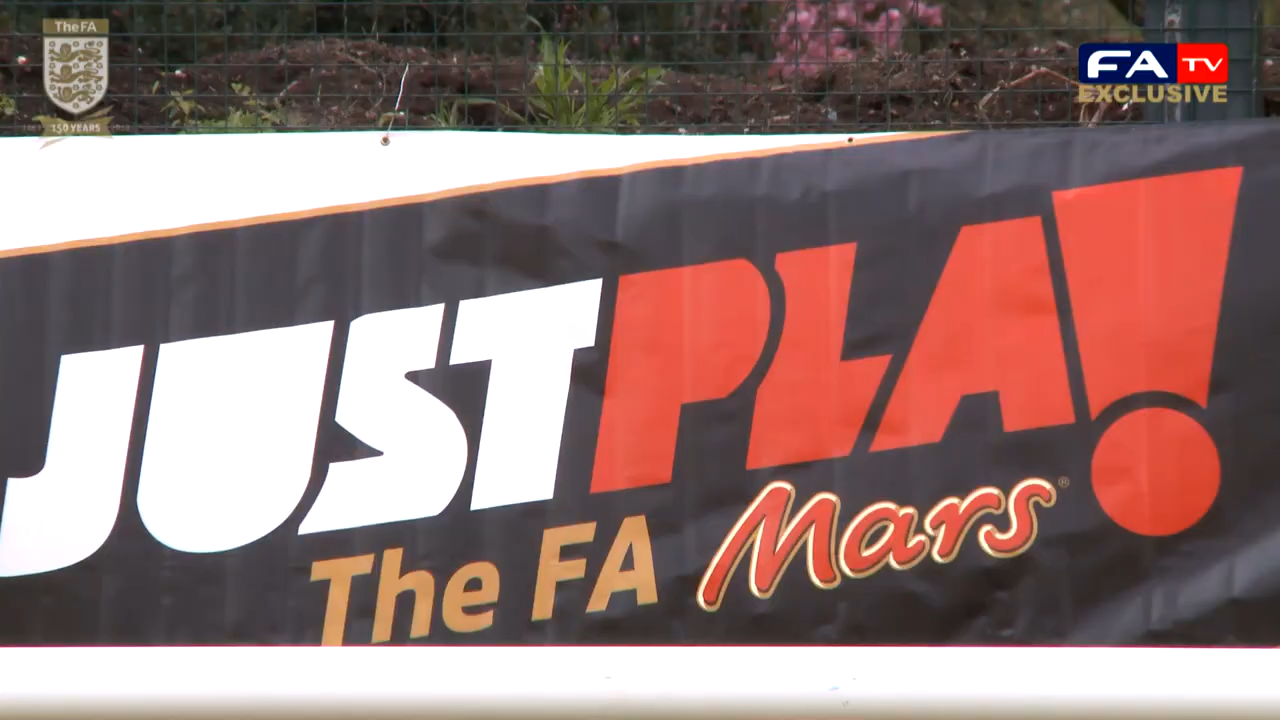 The FA
150 YEARS
FA TV
EXCLUSIVE
JUSTPLA!
The FA Mars®